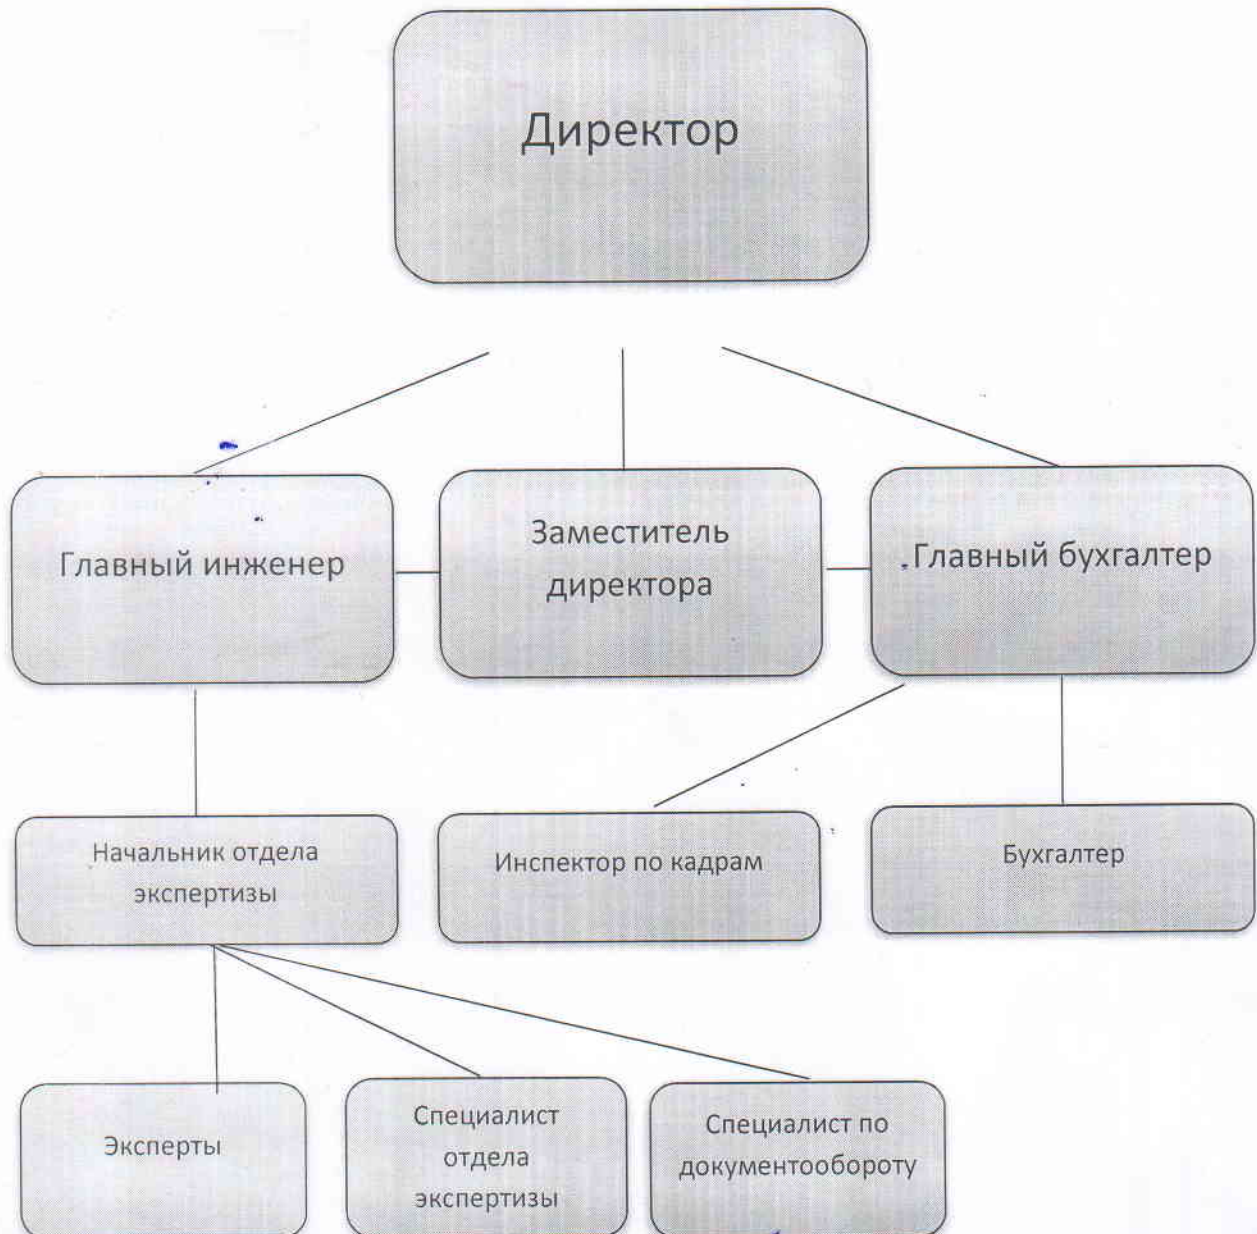 Директор
Главный инженер
Заместитель
директора
Главный бухгалтер
Начальник отдела
экспертизы
Инспектор по кадрам
Бухгалтер
Эксперты
Специалист
отдела
экспертизы
Специалист по
документообороту